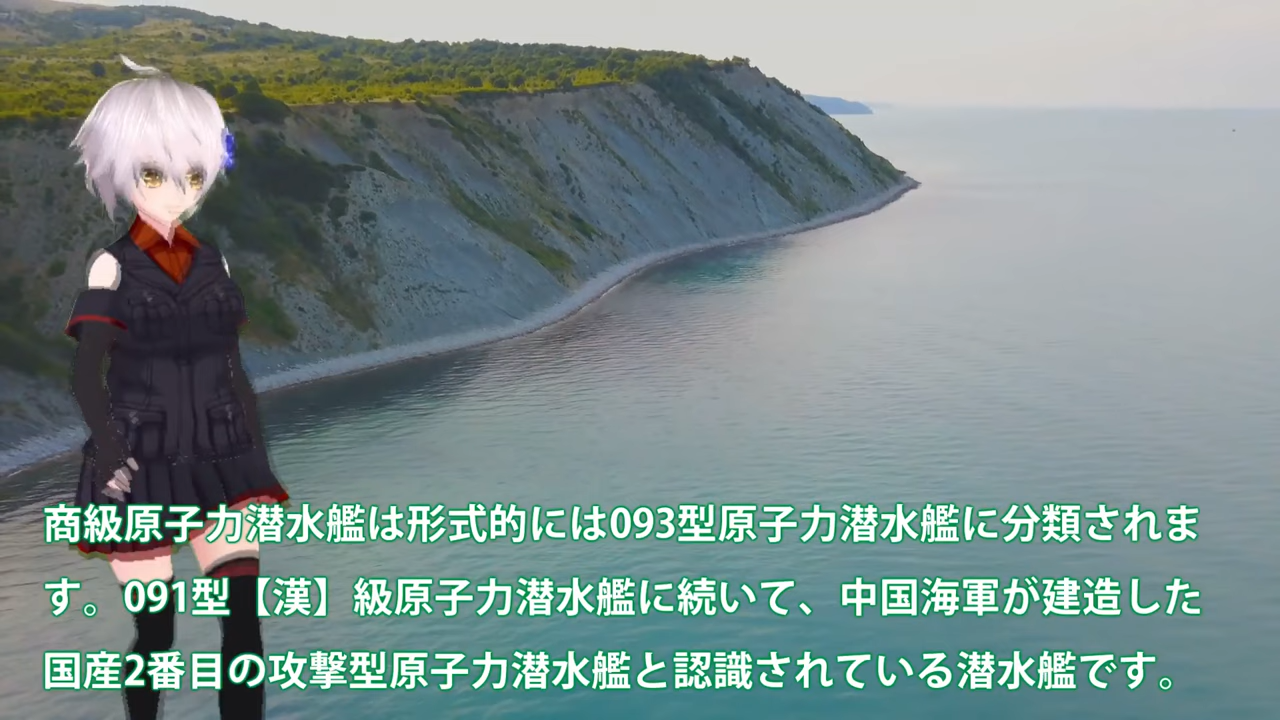 商級原子力潜水艦は形式的には093型原子力潜水艦に分類されま
す。091型【漢】級原子力潜水艦に続いて、中国海軍が建造した
国産2番目の攻撃型原子力潜水艦と認識されている潜水艦です。